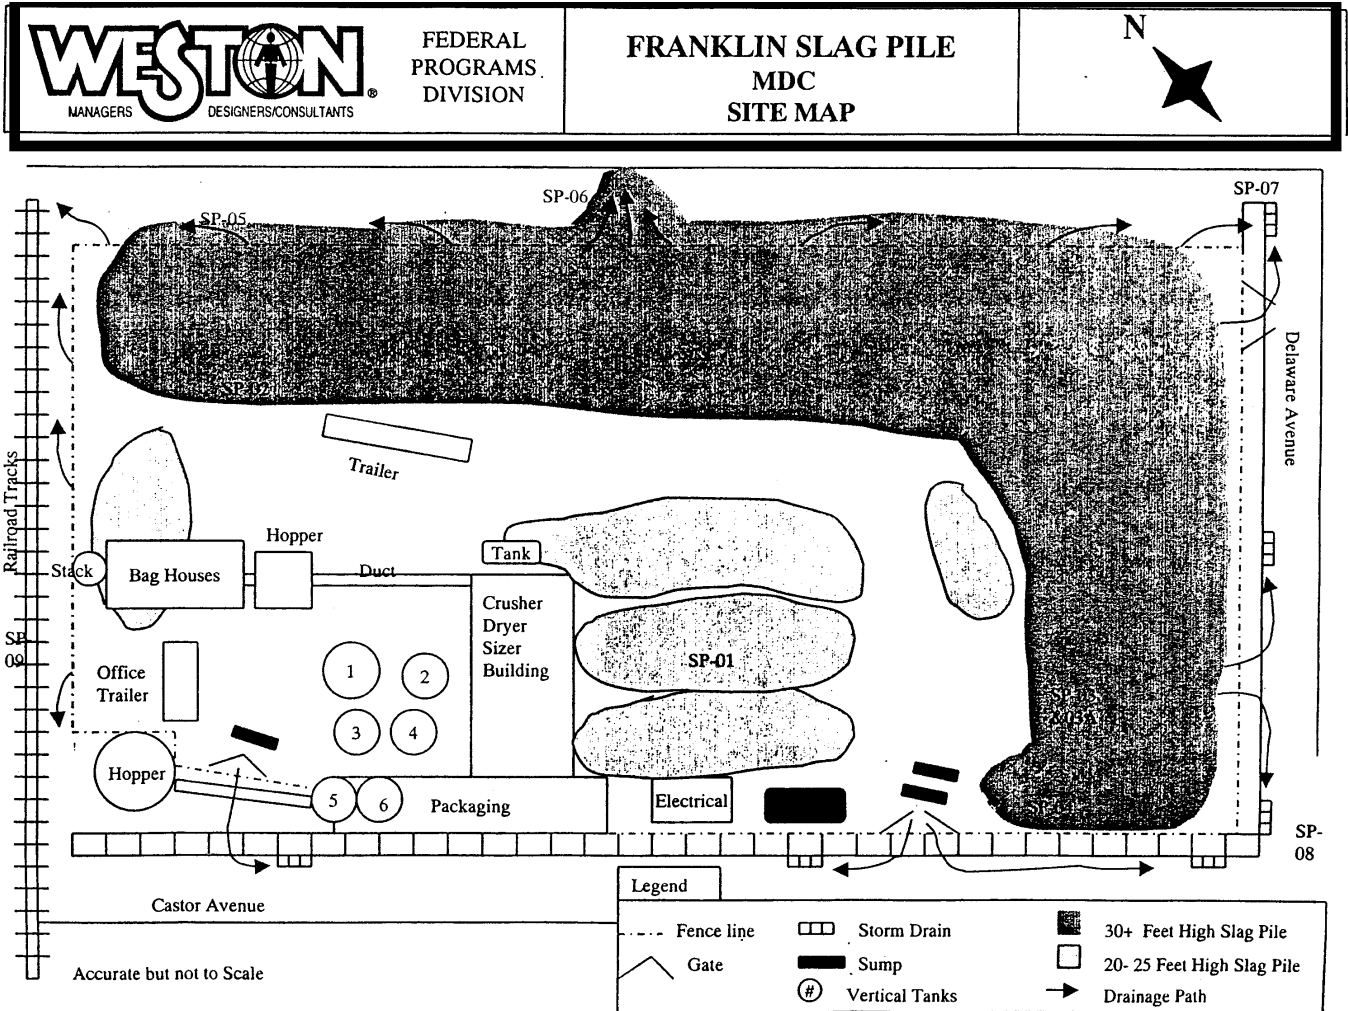 WESTON
®
MANAGERS DESIGNERS/CONSULTANTS
FEDERAL
PROGRAMS
DIVISION
FRANKLIN SLAG PILE
MDC
SITE MAP
N
SP-05
SP-06
SP-07
SP-02
Delaware Avenue
Railroad Tracks
Trailer
Hopper
Tank
Stack
Bag Houses
Duct
Crusher
Dryer
Sizer
Building
SP-01
SP
09
Office
Trailer
1
2
3
4
Hopper
5
6
Packaging
Electrical
SP-
08
Castor Avenue
Accurate but not to Scale
Legend
Fence line
Gate
Storm Drain
Sump
# Vertical Tanks
30+ Feet High Slag Pile
20- 25 Feet High Slag Pile
Drainage Path